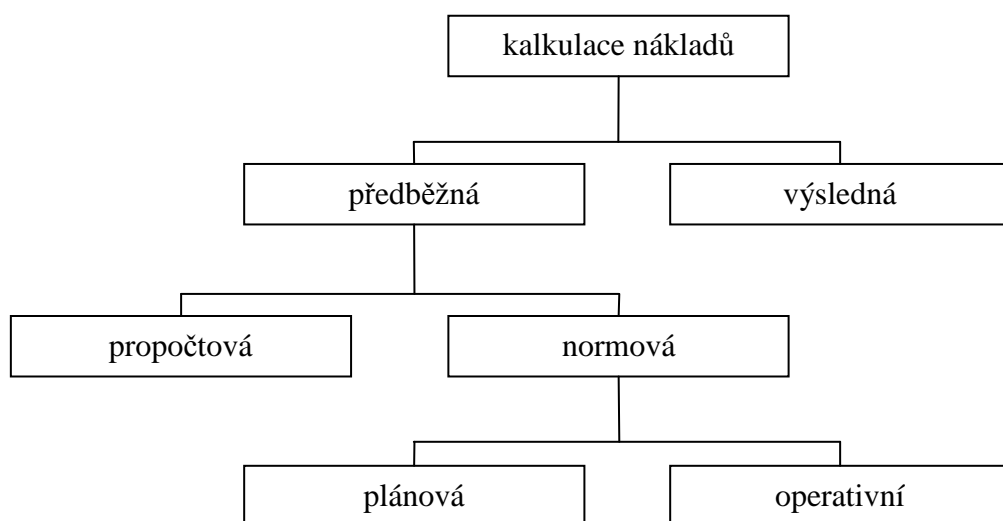 kalkulace nákladů
předběžná
výsledná
propočtová
normová
plánová
operativní